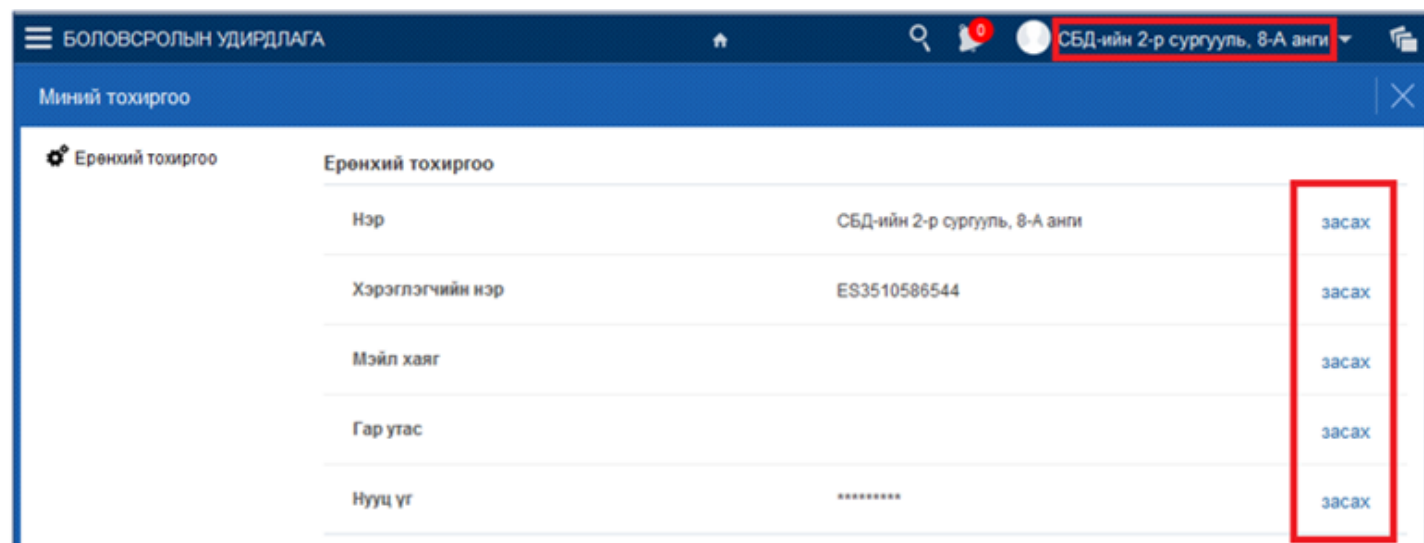 БОЛОВСРОЛЫН УДИРДЛАГА 0 СБД-ийн 2-р сургууль, 8-А анги
Миний тохиргоо
Ерөнхий тохиргоо
Ерөнхий тохиргоо
Нэр СБД-ийн 2-р сургууль, 8-А анги засах
Хэрэглэгчийн нэр ES3510586544 засах
Мэйл хаяг засах
Гар утас засах
Нууц үг ********* засах